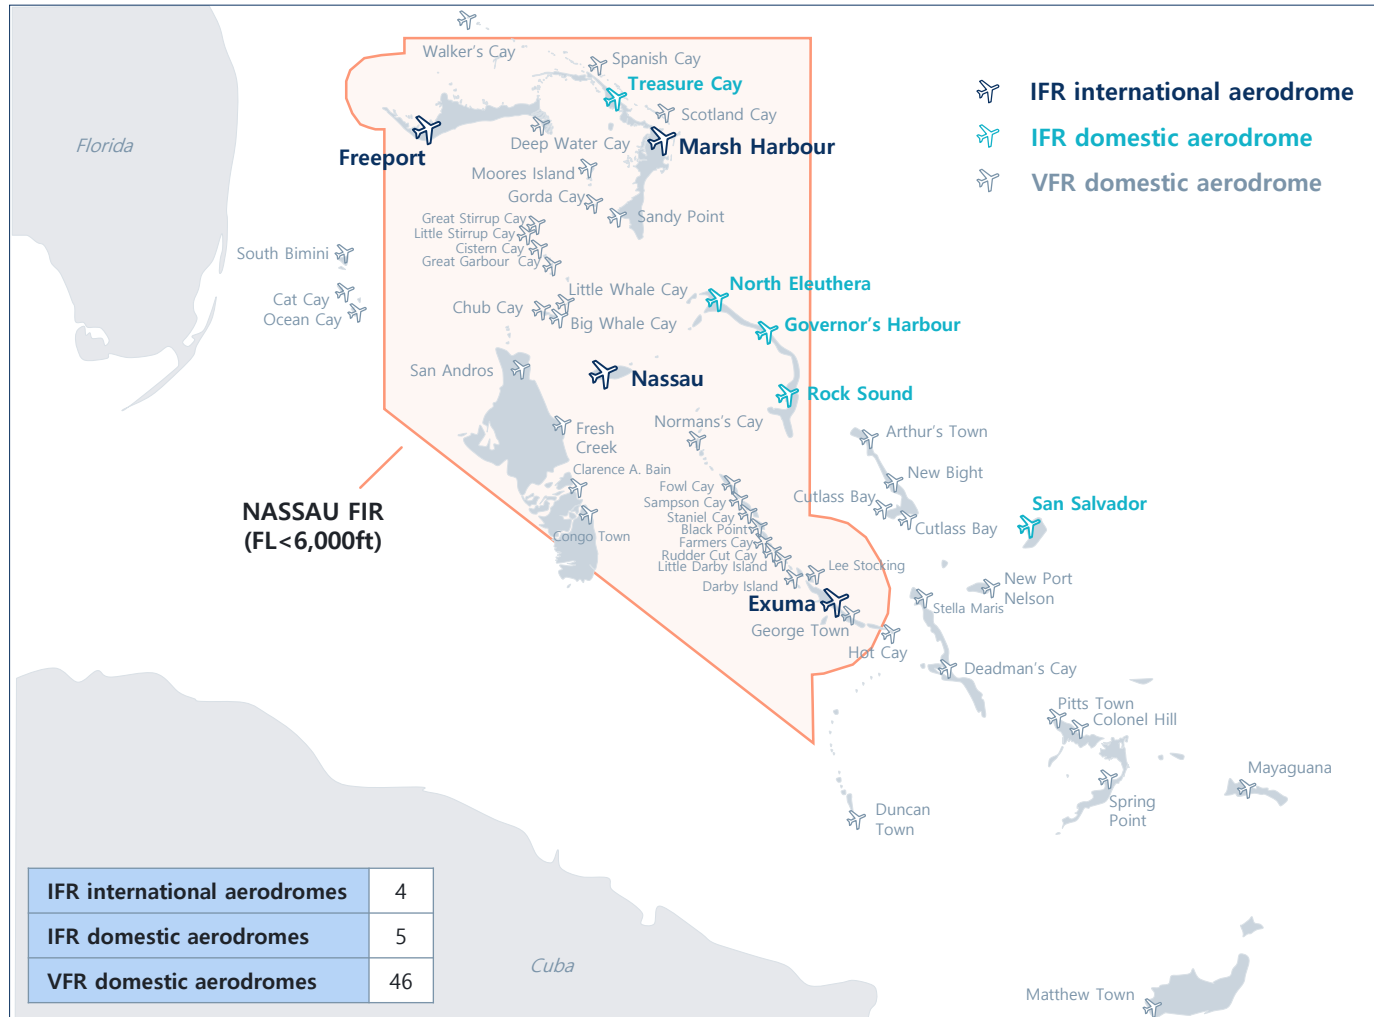 Walker's Cay
Spanish Cay
Treasure Cay
IFR international aerodrome
Scotland Cay
IFR domestic aerodrome
Florida
Deep Water Cay
Marsh Harbour
Freeport
Moores Island
VFR domestic aerodrome
Gorda Cay
Great Stirrup Cay
Sandy Point
Little Stirrup Cay
Cistern Cay
South Bimini
Great Garbour Cay
North Eleuthera
Little Whale Cay
Cat Cay
Chub Cay
Ocean Cay
Big Whale Cay
Governor's Harbour
San Andros
Nassau
Rock Sound
Normans's Cay
Fresh
Creek
Arthur's Town
Clarence A. Bain
New Bight
Fowl Cay
Cutlass Bay
Sampson Cay
San Salvador
NASSAU FIR
(FL<6,000ft)
Staniel Cay
Black Point
Cutlass Bay
Congo Town
Farmers Cay
Rudder Cut Cay
Little Darby Island
Lee Stocking
Darby Island
New Port
Nelson
Exuma
Stella Maris
George Town
Hot Cay
Deadman's Cay
Pitts Town
Colonel Hill
Mayaguana
Duncan
Town
Spring
Point
IFR international aerodromes 4
IFR domestic aerodromes 5
VFR domestic aerodromes 46
Cuba
Matthew Town